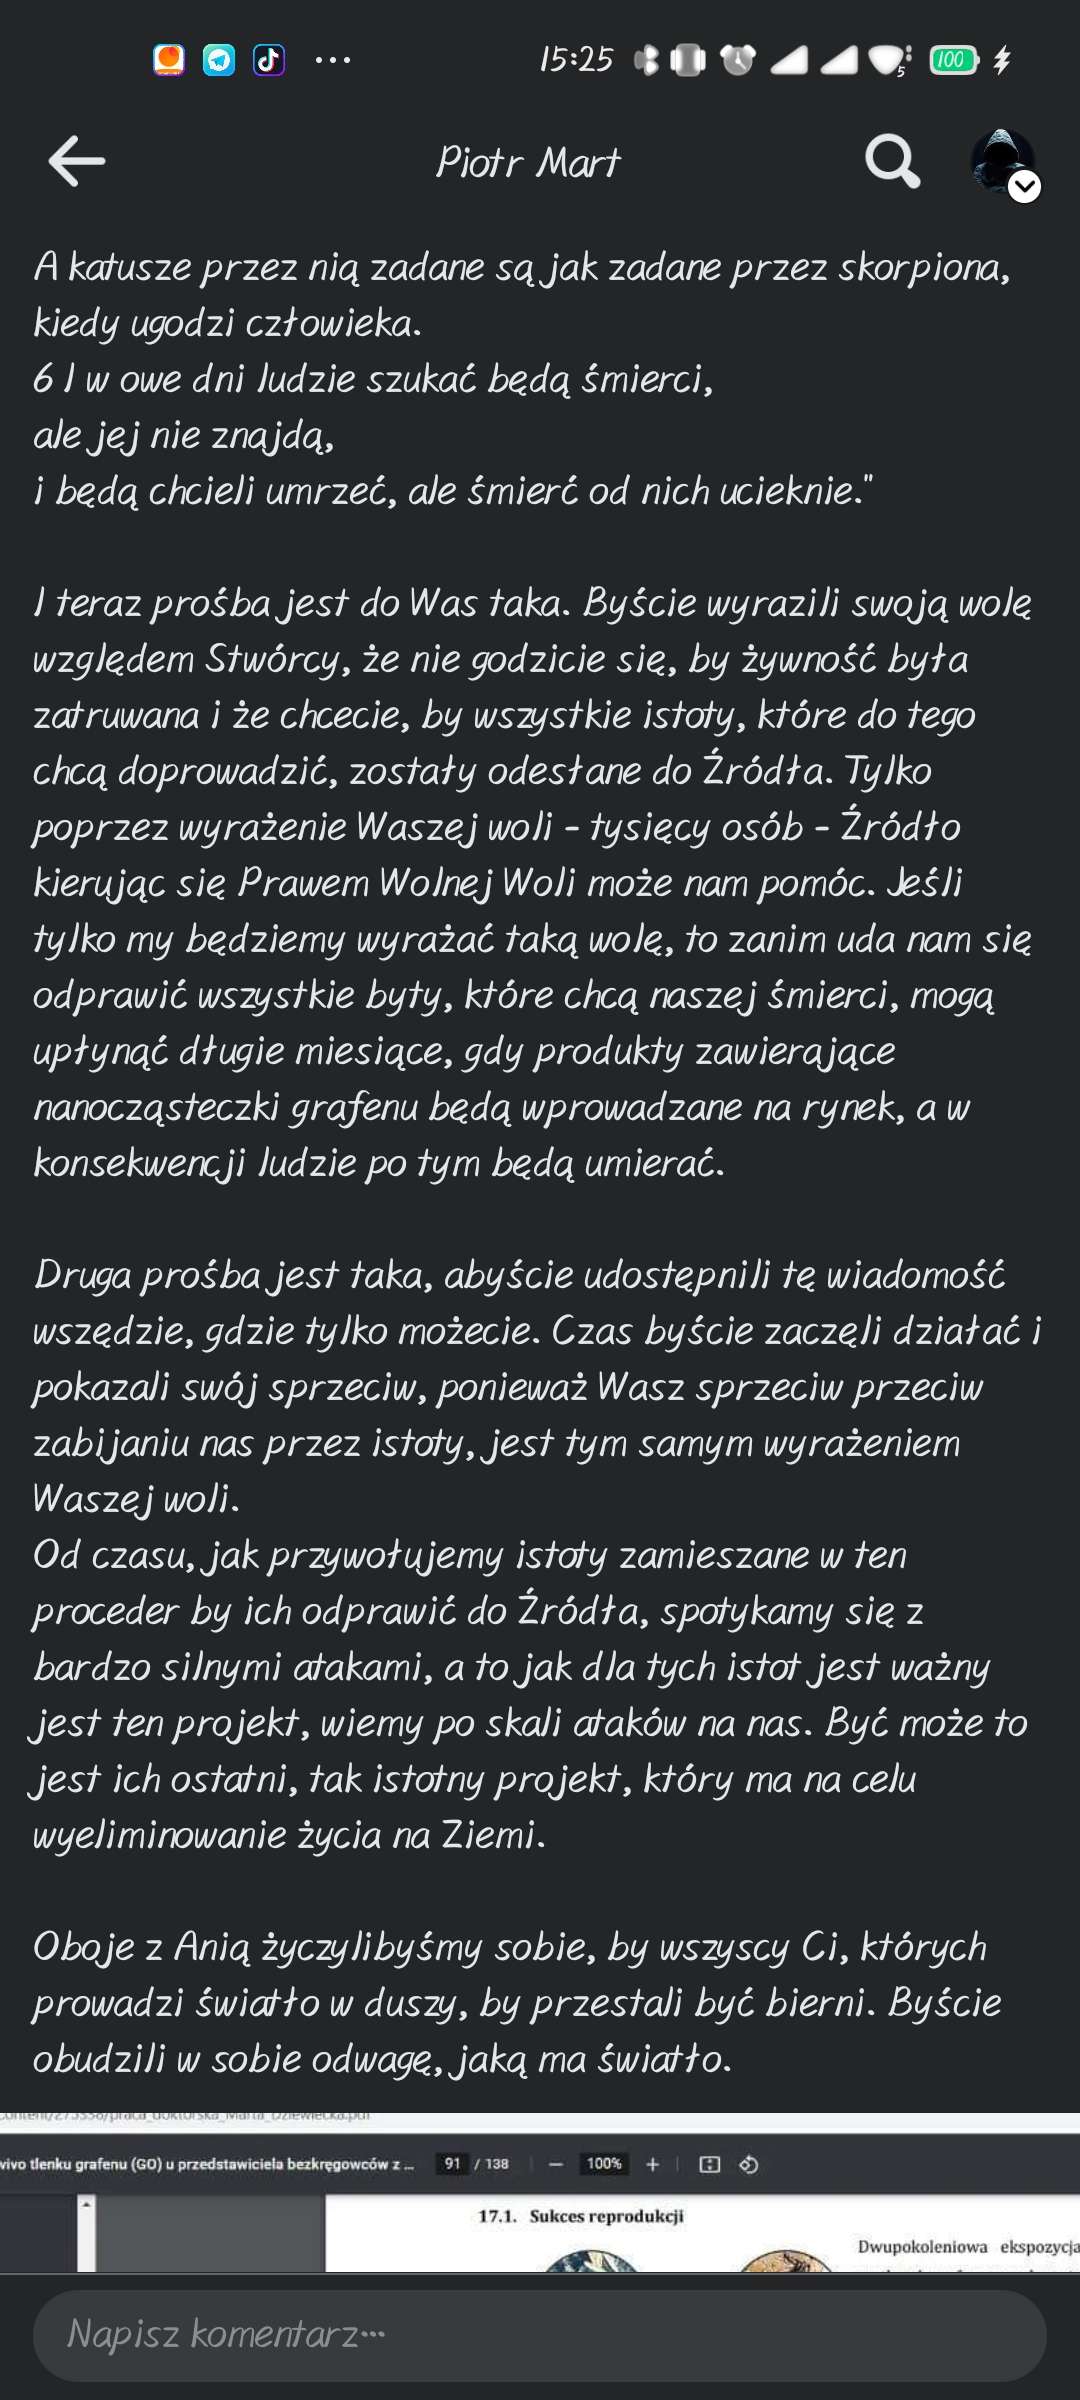 15:25
5
100
Piotr Mart
A katusze przez nią zadane są jak zadane przez skorpiona,
kiedy ugodzi człowieka.
6 I w owe dni ludzie szukać będą śmierci,
ale jej nie znajdą,
i będą chcieli umrzeć, ale śmierć od nich ucieknie."
I teraz prośba jest do Was taka. Byście wyrazili swoją wolę
względem Stwórcy, że nie godzicie się, by żywność była
zatruwana i że chcecie, by wszystkie istoty, które do tego
chcą doprowadzić, zostały odesłane do Źródła. Tylko
poprzez wyrażenie Waszej woli - tysięcy osób - Źródło
kierując się Prawem Wolnej Woli może nam pomóc. Jeśli
tylko my będziemy wyrażać taką wolę, to zanim uda nam się
odprawić wszystkie byty, które chcą naszej śmierci, mogą
upłynąć długie miesiące, gdy produkty zawierające
nanocząsteczki grafenu będą wprowadzane na rynek, a w
konsekwencji ludzie po tym będą umierać.
Druga prośba jest taka, abyście udostępnili tę wiadomość
wszędzie, gdzie tylko możecie. Czas byście zaczęli działać i
pokazali swój sprzeciw, ponieważ Wasz sprzeciw przeciw
zabijaniu nas przez istoty, jest tym samym wyrażeniem
Waszej woli.
Od czasu, jak przywołujemy istoty zamieszane w ten
proceder by ich odprawić do Źródła, spotykamy się z
bardzo silnymi atakami, a to jak dla tych istot jest ważny
jest ten projekt, wiemy po skali ataków na nas. Być może to
jest ich ostatni, tak istotny projekt, który ma na celu
wyeliminowanie życia na Ziemi.
Oboje z Anią życzylibyśmy sobie, by wszyscy Ci, których
prowadzi światło w duszy, by przestali być bierni. Byście
obudzili w sobie odwagę, jaką ma światło.
content/275558/praca_doktorska_Marta_Dziewiecka.pdf
vivo tlenku grafenu (GO) u przedstawiciela bezkręgowców z ... 91 / 138 - 100% +
17.1. Sukces reprodukcji
Dwupokoleniowa ekspozycja
Napisz komentarz...